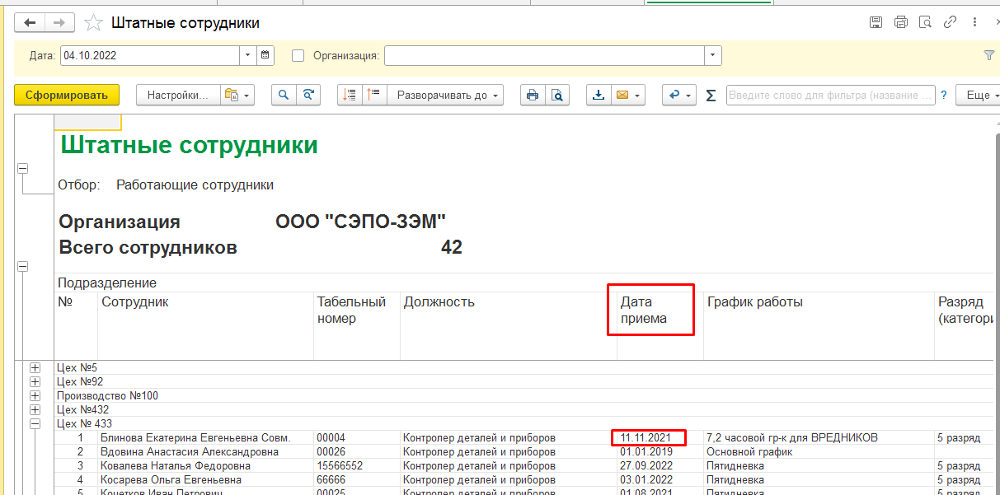 Штатные сотрудники
Дата: 04.10.2022 Организация:
Сформировать Настройки... Разворачивать до Σ Введите слово для фильтра (название ... ? Еще
Штатные сотрудники
Отбор: Работающие сотрудники
Организация ООО "СЭПО-ЗЭМ"
Всего сотрудников 42
Подразделение
№ Сотрудник Табельный номер Должность Дата приема График работы Разряд (категори
Цех №5
Цех №92
Производство №100
Цех №432
Цех № 433
1 Блинова Екатерина Евгеньевна Совм. 00004 Контролер деталей и приборов 11.11.2021 7,2 часовой гр-к для ВРЕДНИКОВ 5 разряд
2 Вдовина Анастасия Александровна 00026 Контролер деталей и приборов 01.01.2019 Основной график
3 Ковалева Наталья Федоровна 15566552 Контролер деталей и приборов 27.09.2022 Пятидневка 5 разряд
4 Косарева Ольга Евгеньевна 66666 Контролер деталей и приборов 03.01.2022 Пятидневка 5 разряд
5 Кочетков Иван Петрович 00025 Контролер деталей и приборов 01.08.2021 Пятидневка 5 разряд